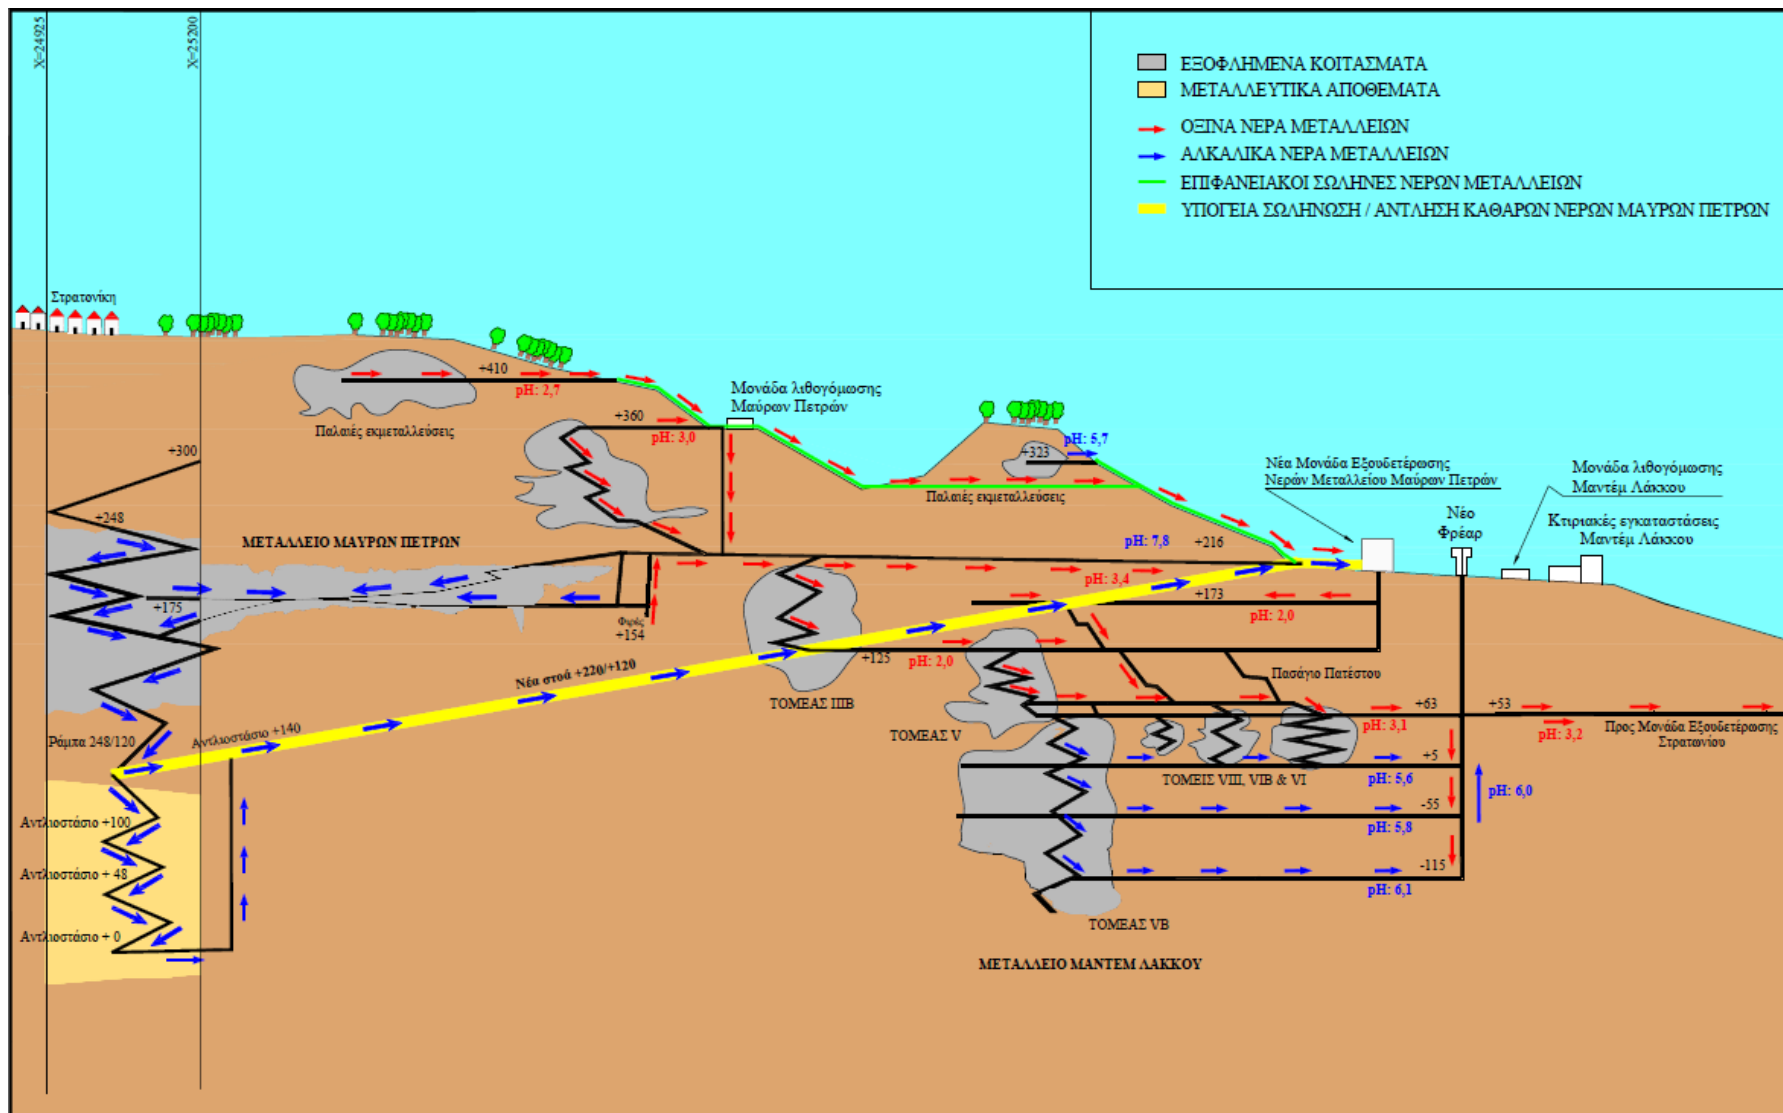 X=24925
X=25200
ΕΞΟΦΛΗΜΕΝΑ ΚΟΙΤΑΣΜΑΤΑ
ΜΕΤΑΛΛΕΥΤΙΚΑ ΑΠΟΘΕΜΑΤΑ
ΟΞΙΝΑ ΝΕΡΑ ΜΕΤΑΛΛΕΙΩΝ
ΑΛΚΑΛΙΚΑ ΝΕΡΑ ΜΕΤΑΛΛΕΙΩΝ
ΕΠΙΦΑΝΕΙΑΚΟΙ ΣΩΛΗΝΕΣ ΝΕΡΩΝ ΜΕΤΑΛΛΕΙΩΝ
ΥΠΟΓΕΙΑ ΣΩΛΗΝΩΣΗ / ΑΝΤΛΗΣΗ ΚΑΘΑΡΩΝ ΝΕΡΩΝ ΜΑΥΡΩΝ ΠΕΤΡΩΝ
Στρατονίκη
+410
pH: 2,7
Παλαιές εκμεταλλεύσεις
Μονάδα λιθογόμωσης
Μαύρων Πετρών
+360
pH: 3,0
pH: 5,7
+323
Παλαιές εκμεταλλεύσεις
Νέα Μονάδα Εξουδετέρωσης
Νερών Μεταλλείου Μαύρων Πετρών
Μονάδα λιθογόμωσης
Μαντέμ Λάκκου
Νέο
Φρέαρ
Κτιριακές εγκαταστάσεις
Μαντέμ Λάκκου
+300
+248
ΜΕΤΑΛΛΕΙΟ ΜΑΥΡΩΝ ΠΕΤΡΩΝ
pH: 7,8
+216
pH: 3,4
+175
Φιρές
+154
+173
pH: 2,0
+125
pH: 2,0
Νέα στοά +220/+120
ΤΟΜΕΑΣ ΙΙΙΒ
Πασάγιο Πατέστου
Ράμπα 248/120
Αντλιοστάσιο +140
ΤΟΜΕΑΣ V
+63
+53
pH: 3,1
pH: 3,2
Προς Μονάδα Εξουδετέρωσης
Στρατωνίου
+5
ΤΟΜΕΙΣ VIII, VIB & VI
pH: 5,6
pH: 6,0
-55
pH: 5,8
Αντλιοστάσιο +100
-115
Αντλιοστάσιο + 48
pH: 6,1
ΤΟΜΕΑΣ VB
Αντλιοστάσιο + 0
ΜΕΤΑΛΛΕΙΟ ΜΑΝΤΕΜ ΛΑΚΚΟΥ